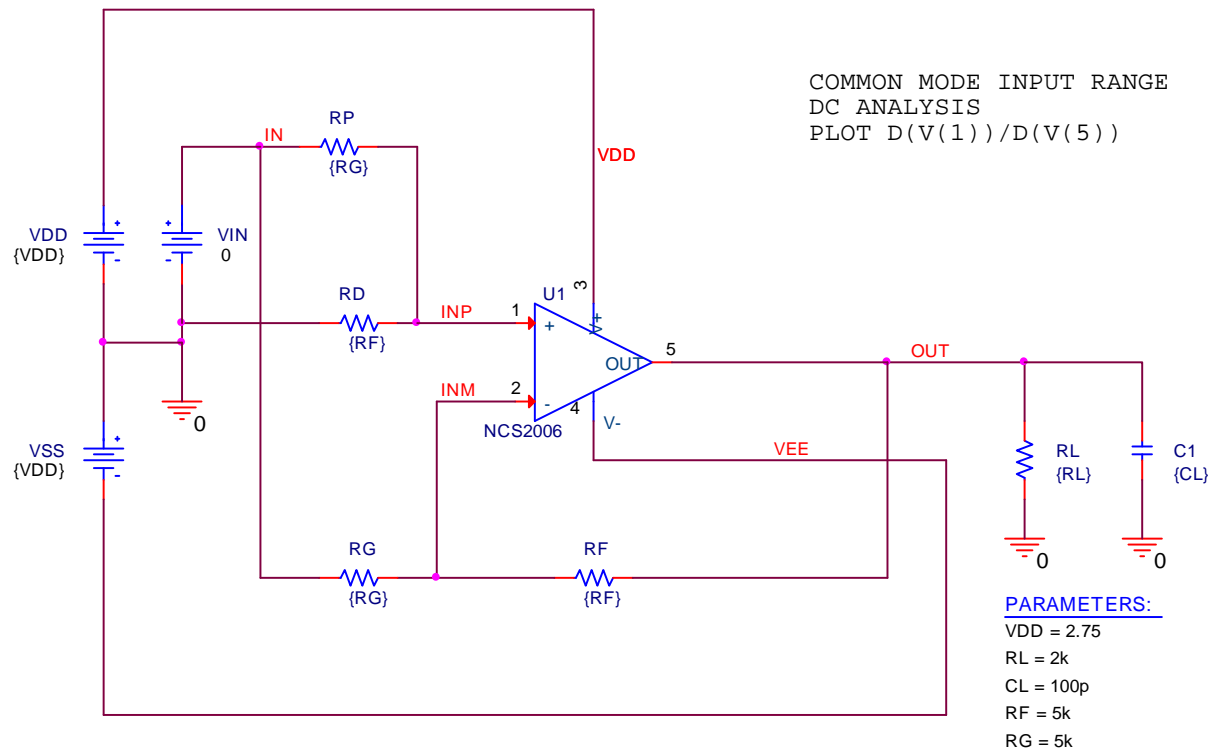 COMMON MODE INPUT RANGE
DC ANALYSIS
PLOT D(V(1))/D(V(5))
RP
IN
{RG}
VDD
VDD
{VDD}
VIN
0
RD
{RF}
INP
1
U1
3
+
V+
OUT
5
OUT
INM
2
-
4
V-
NCS2006
0
VSS
{VDD}
VEE
RL
{RL}
C1
{CL}
RG
{RG}
RF
{RF}
0
0
PARAMETERS:
VDD = 2.75
RL = 2k
CL = 100p
RF = 5k
RG = 5k